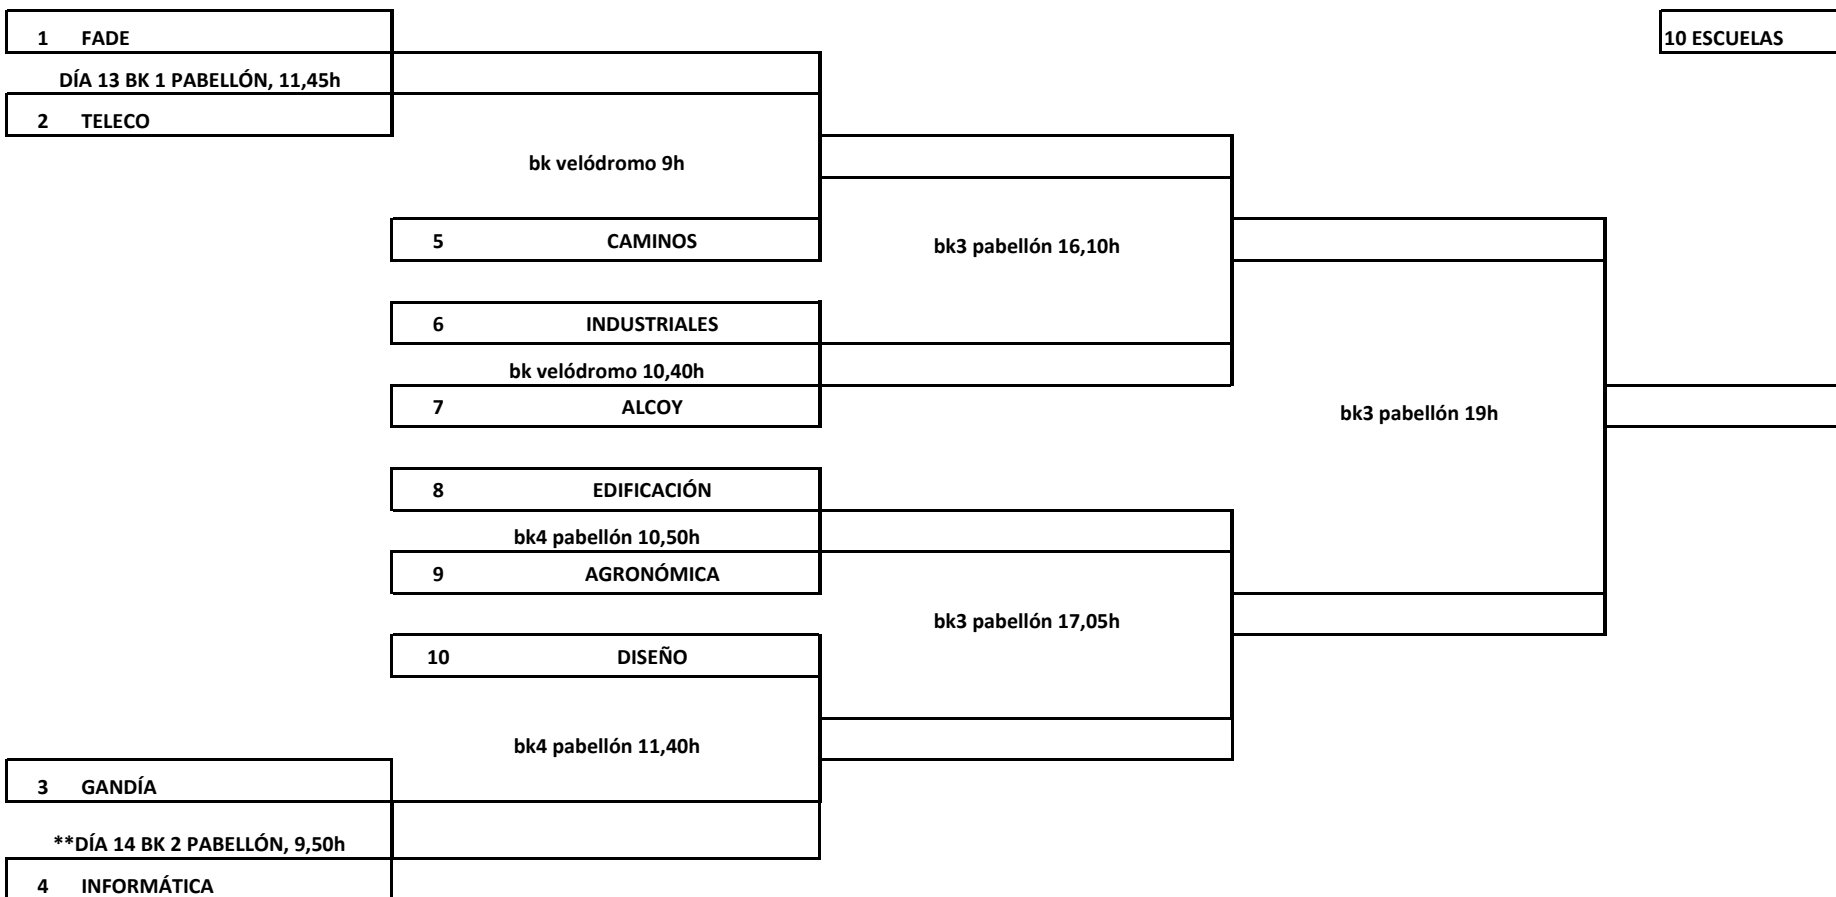 1 FADE
10 ESCUELAS
DÍA 13 BK 1 PABELLÓN, 11,45h
2 TELECO
bk velódromo 9h
5 CAMINOS
bk3 pabellón 16,10h
6 INDUSTRIALES
bk velódromo 10,40h
7 ALCOY
bk3 pabellón 19h
8 EDIFICACIÓN
bk4 pabellón 10,50h
9 AGRONÓMICA
bk3 pabellón 17,05h
10 DISEÑO
bk4 pabellón 11,40h
3 GANDÍA
**DÍA 14 BK 2 PABELLÓN, 9,50h
4 INFORMÁTICA